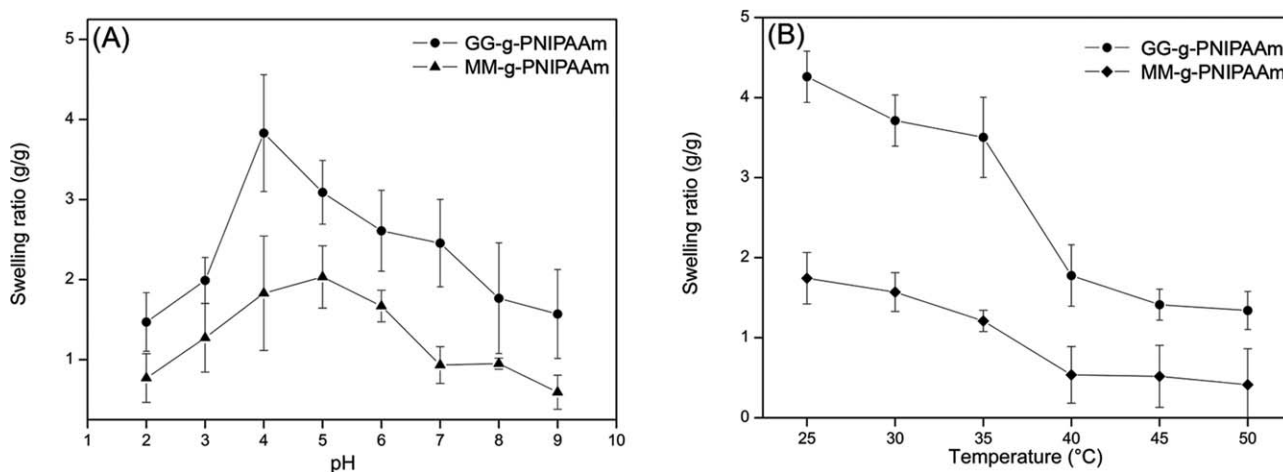 (A)
GG-g-PNIPAAm
MM-g-PNIPAAm
Swelling ratio (g/g)
5
4
3
2
1
1 2 3 4 5 6 7 8 9 10
pH
(B)
GG-g-PNIPAAm
MM-g-PNIPAAm
Swelling ratio (g/g)
5
4
3
2
1
0
25 30 35 40 45 50
Temperature (°C)